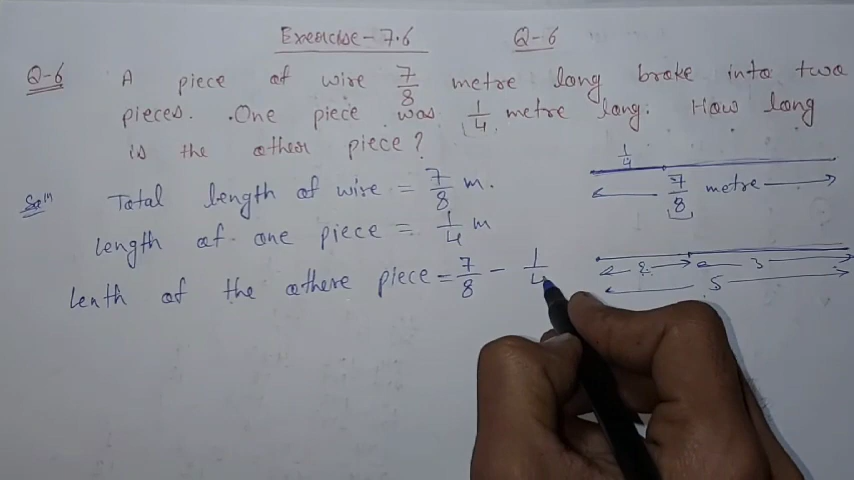 Exercise-7.6 Q-6
Q-6 A piece of wire 7/8 metre long broke into two
pieces. One piece was 1/4 metre long. How long
is the other piece?
Soln Total length of wire = 7/8 m.
length of one piece = 1/4 m
lenth of the othere piece = 7/8 - 1/4
1/4
7/8 metre
2 3
5